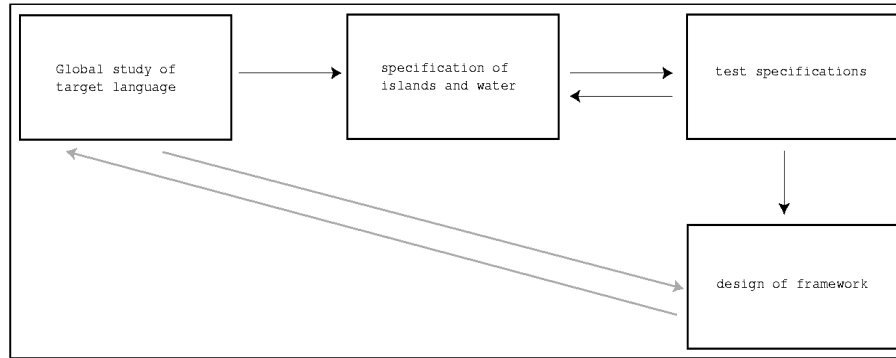 Global study of
target language
specification of
islands and water
test specifications
design of framework